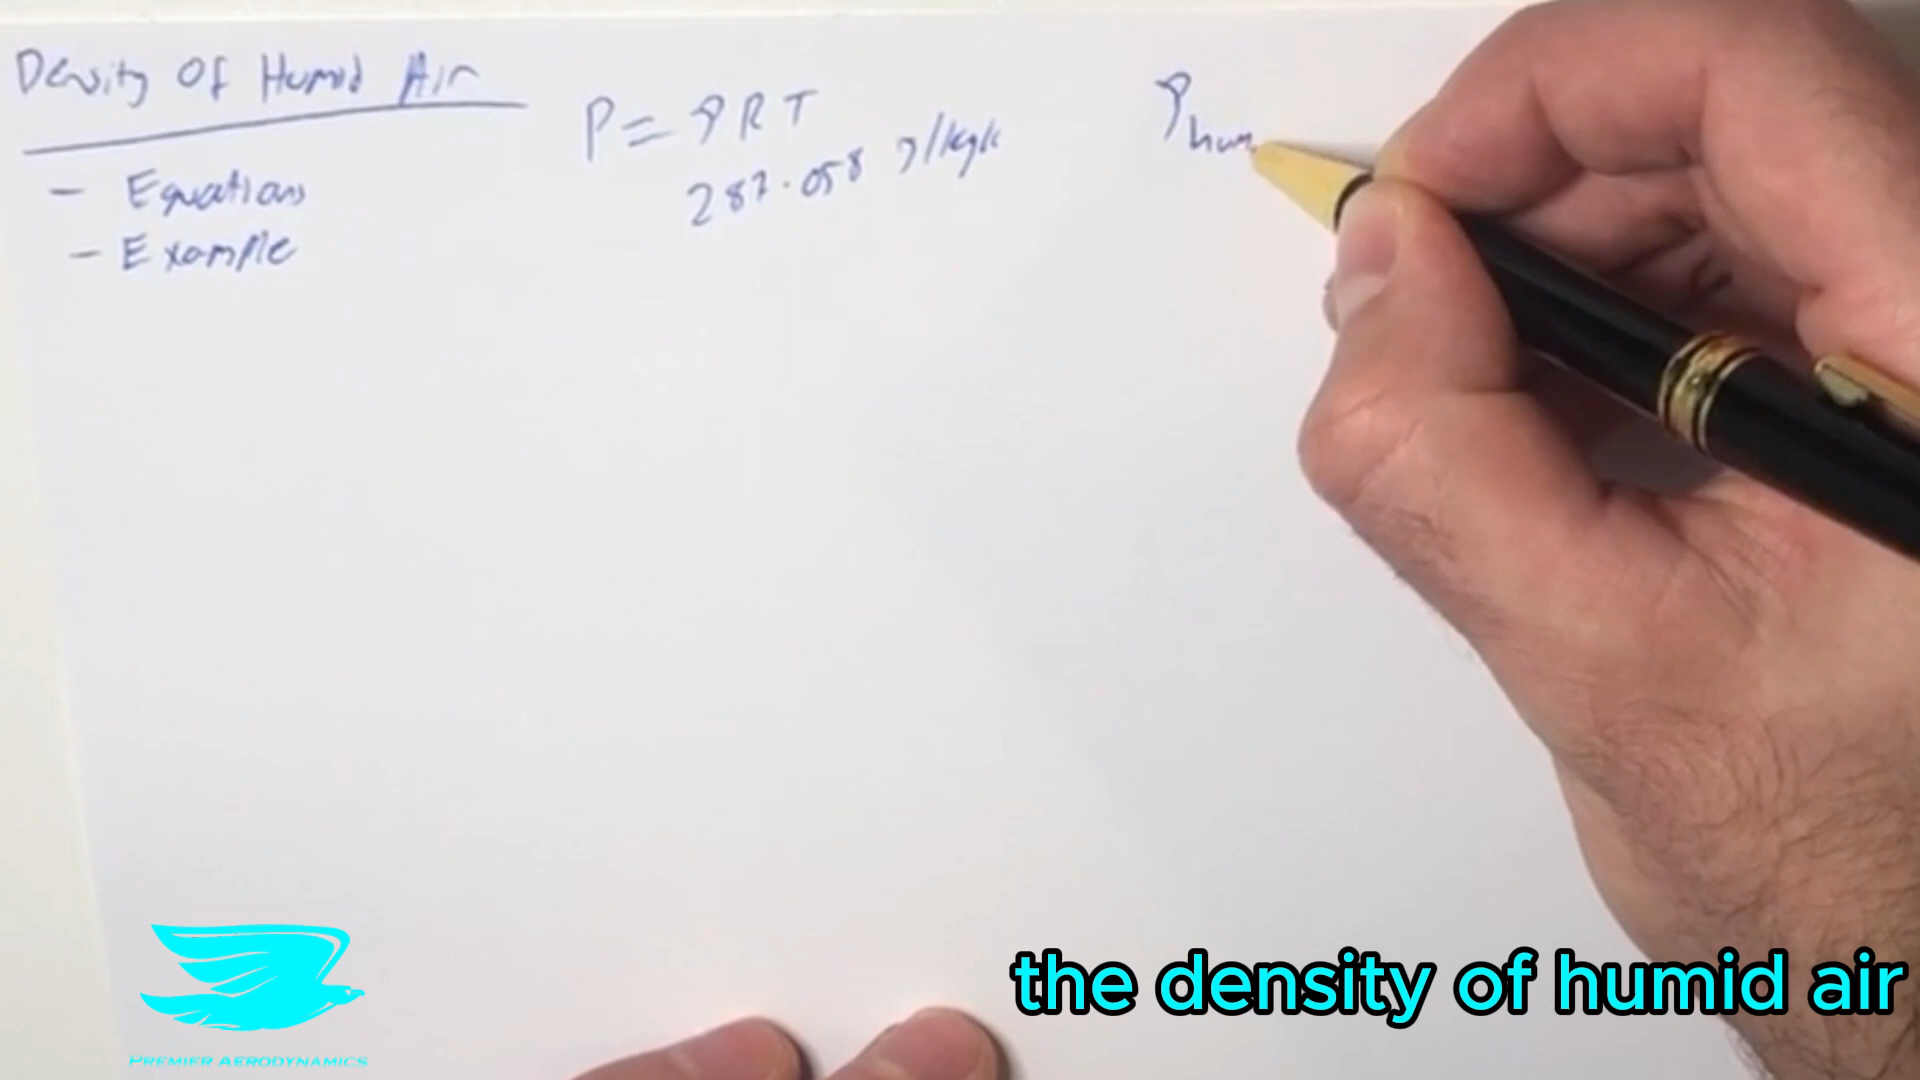 Density Of Humid Air
- Equations
- Example
P = ρRT
287.058 J/kgK
ρhum
the density of humid air
PREMIER AERODYNAMICS